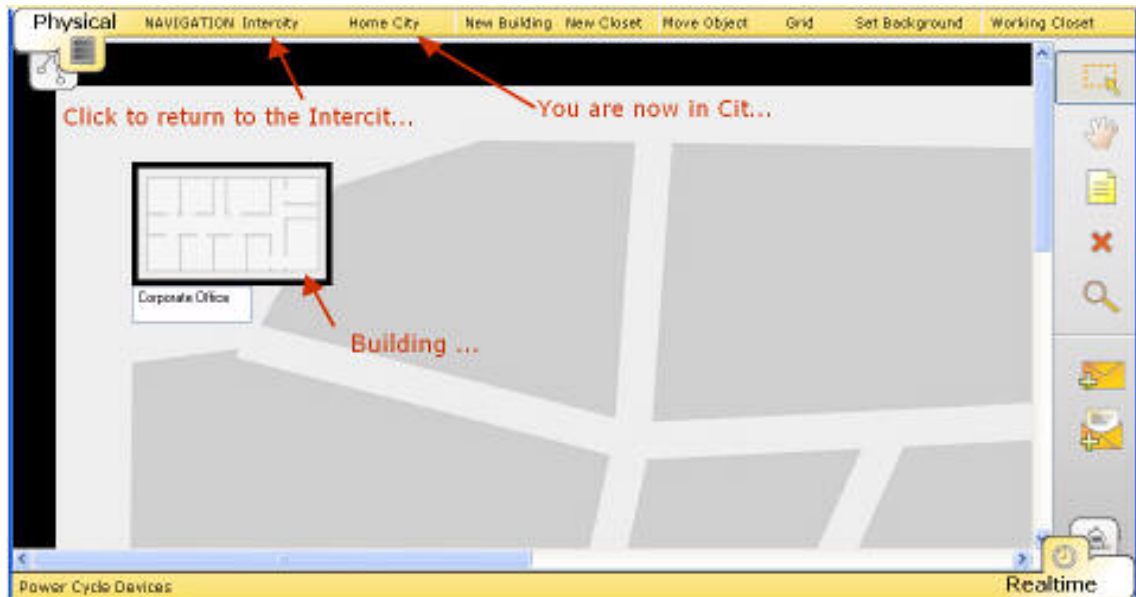 Physical NAVIGATION Intercity Home City New Building New Closet Move Object Grid Set Background Working Closet
Click to return to the Intercit...
You are now in Cit...
Corporate Office
Building ...
Power Cycle Devices
Realtime